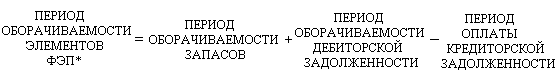 ПЕРИОД
ОБОРАЧИВАЕМОСТИ
ЭЛЕМЕНТОВ
ФЭП*
=
ПЕРИОД
ОБОРАЧИВАЕМОСТИ
ЗАПАСОВ
+
ПЕРИОД
ОБОРАЧИВАЕМОСТИ
ДЕБИТОРСКОЙ
ЗАДОЛЖЕННОСТИ
−
ПЕРИОД
ОПЛАТЫ
КРЕДИТОРСКОЙ
ЗАДОЛЖЕННОСТИ